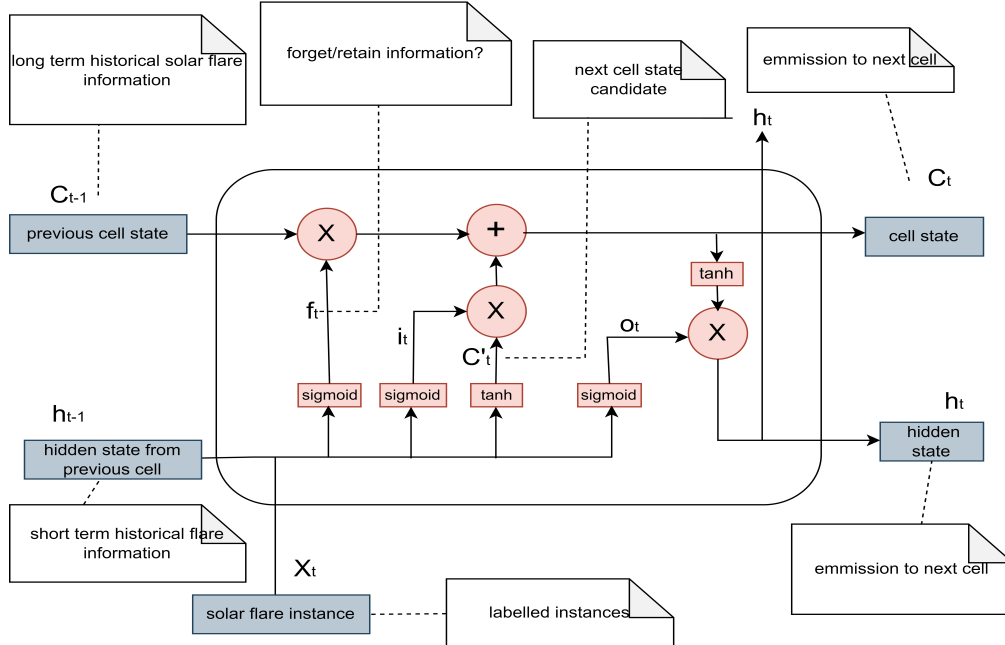 long term historical solar flare
information
forget/retain information?
next cell state
candidate
emmission to next cell
ht
Ct-1
Ct
previous cell state
X
+
cell state
tanh
ft
it
X
ot
X
C't
sigmoid
sigmoid
tanh
sigmoid
ht-1
ht
hidden state from
previous cell
hidden
state
short term historical flare
information
emmission to next cell
Xt
solar flare instance
labelled instances